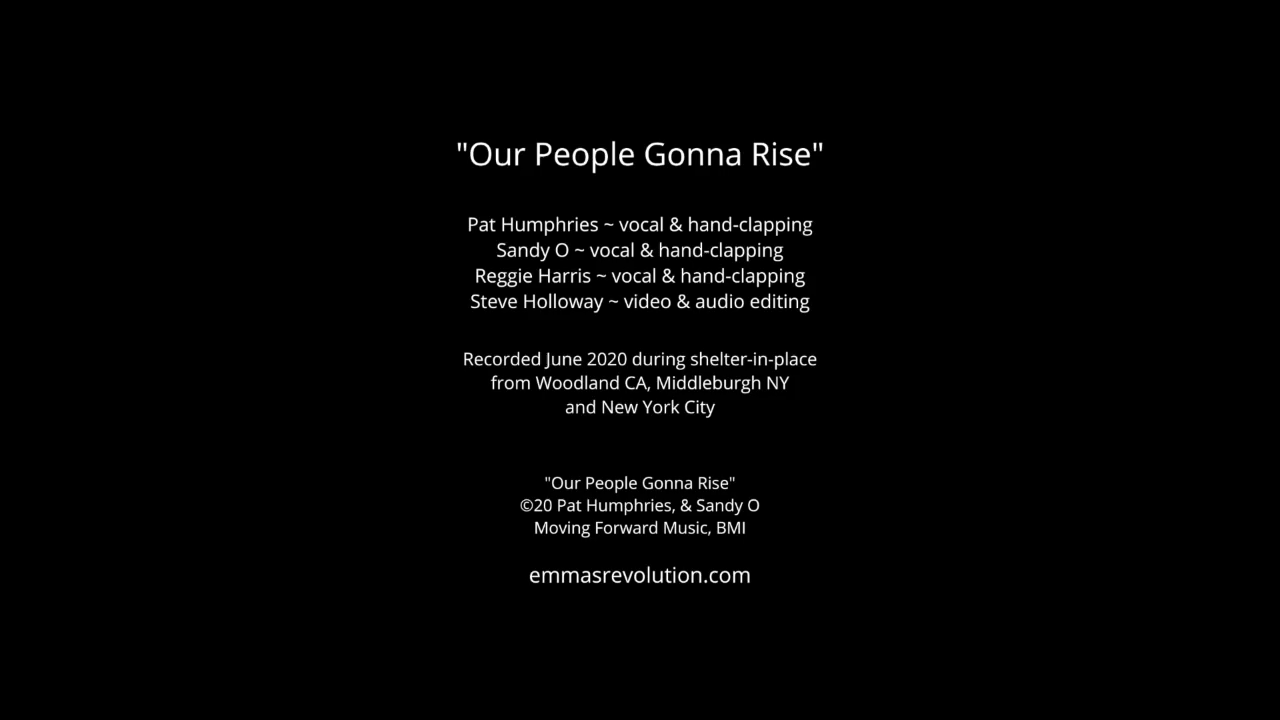 "Our People Gonna Rise"
Pat Humphries ~ vocal & hand-clapping
Sandy O ~ vocal & hand-clapping
Reggie Harris ~ vocal & hand-clapping
Steve Holloway ~ video & audio editing
Recorded June 2020 during shelter-in-place
from Woodland CA, Middleburgh NY
and New York City
"Our People Gonna Rise"
©20 Pat Humphries, & Sandy O
Moving Forward Music, BMI
emmasrevolution.com